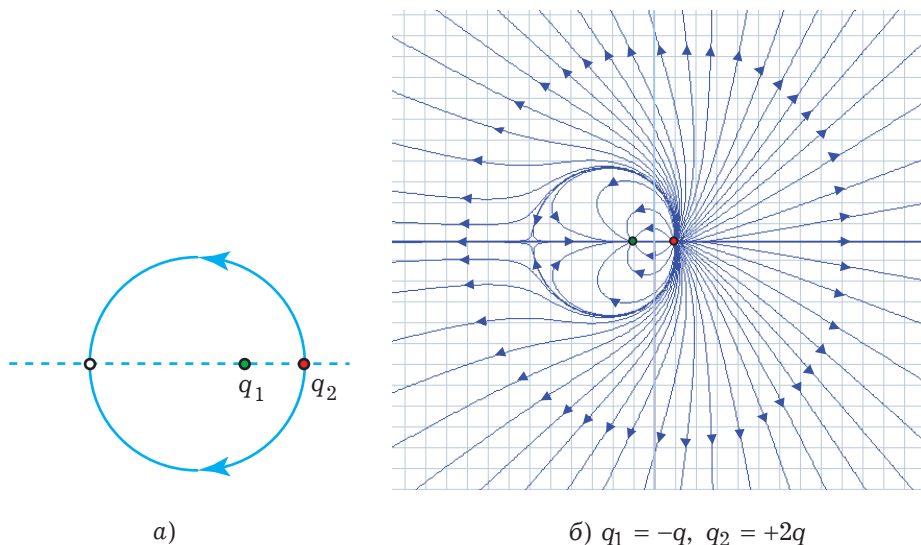 q₁ q₂
а)
б) q₁ = −q, q₂ = +2q